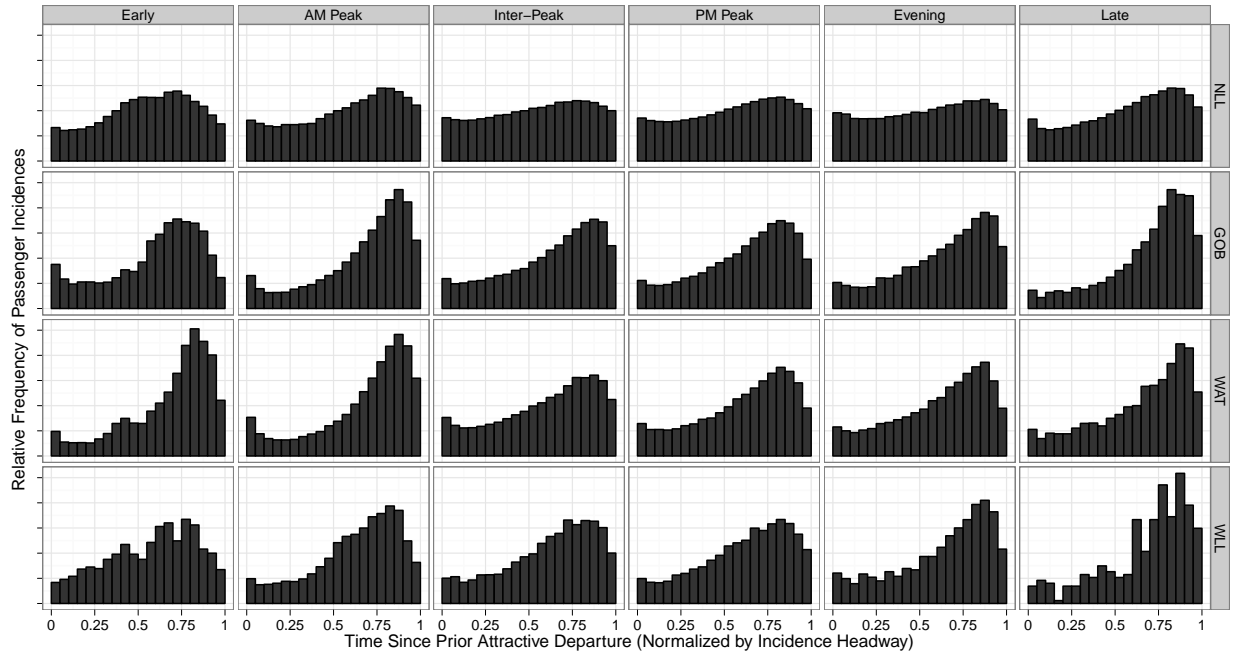 Early AM Peak Inter−Peak PM Peak Evening Late
NLL
GOB
WAT
WLL
Relative Frequency of Passenger Incidences
0 0.25 0.5 0.75 1 0 0.25 0.5 0.75 1 0 0.25 0.5 0.75 1 0 0.25 0.5 0.75 1 0 0.25 0.5 0.75 1 0 0.25 0.5 0.75 1
Time Since Prior Attractive Departure (Normalized by Incidence Headway)